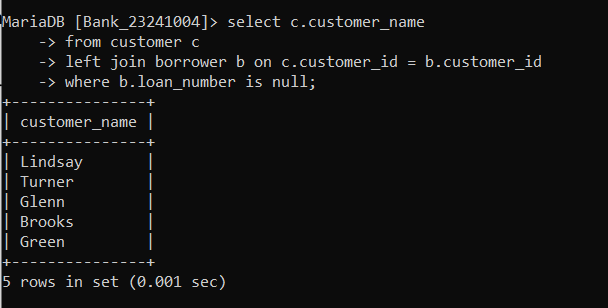 MariaDB [Bank_23241004]> select c.customer_name
    -> from customer c
    -> left join borrower b on c.customer_id = b.customer_id
    -> where b.loan_number is null;
+---------------+
| customer_name |
+---------------+
| Lindsay       |
| Turner        |
| Glenn         |
| Brooks        |
| Green         |
+---------------+
5 rows in set (0.001 sec)